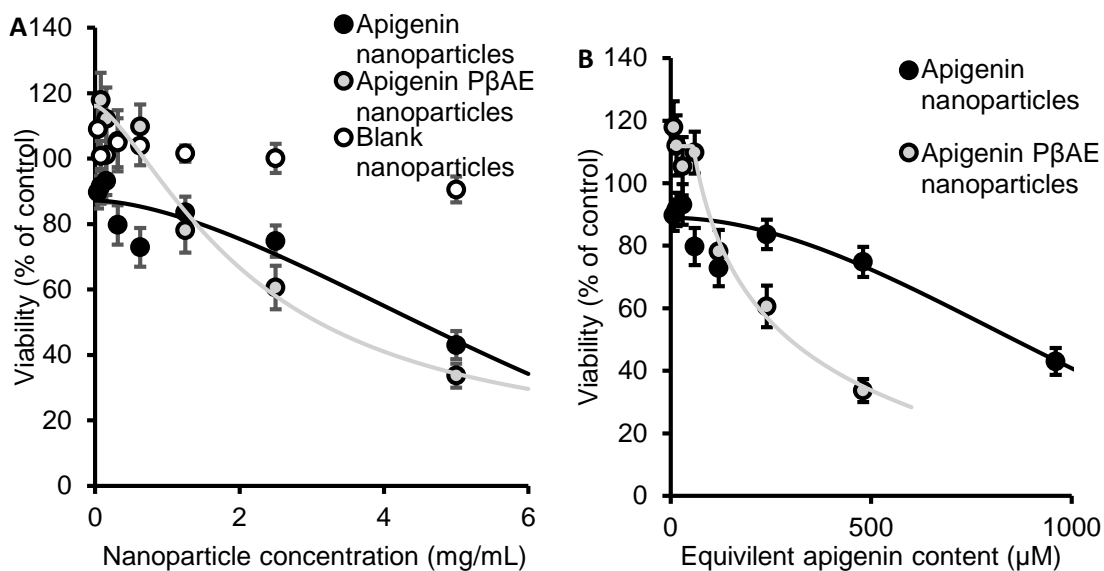 A
140
120
100
80
60
40
20
0
0
2
4
6
Viability (% of control)
Nanoparticle concentration (mg/mL)
Apigenin
nanoparticles
Apigenin PβAE
nanoparticles
Blank
nanoparticles
B
140
120
100
80
60
40
20
0
0
500
1000
Viability (% of control)
Equivilent apigenin content (µM)
Apigenin
nanoparticles
Apigenin PβAE
nanoparticles